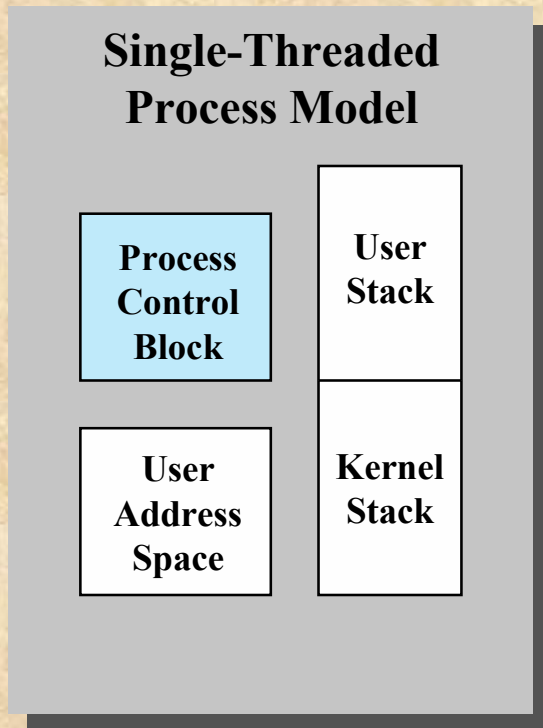 Single-Threaded
Process Model
Process
Control
Block
User
Stack
User
Address
Space
Kernel
Stack